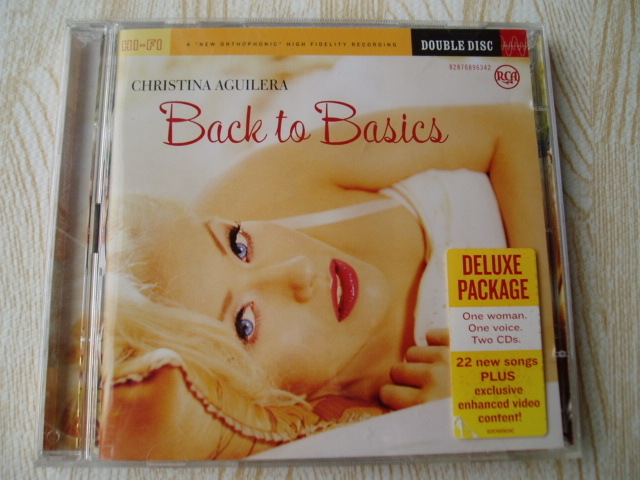 HI-FI
A "NEW ORTHOPHONIC" HIGH FIDELITY RECORDING
DOUBLE DISC
82876896342
RCA
CHRISTINA AGUILERA
Back to Basics
DELUXE
PACKAGE
One woman.
One voice.
Two CDs.
22 new songs
PLUS
exclusive
enhanced video
content!